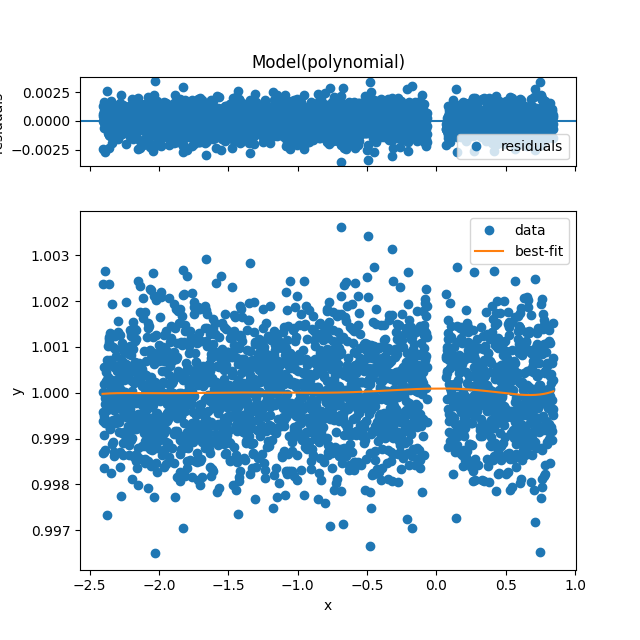 Model(polynomial)
0.0025
0.0000
−0.0025
residuals
residuals
data
best-fit
1.003
1.002
1.001
1.000
0.999
0.998
0.997
y
−2.5 −2.0 −1.5 −1.0 −0.5 0.0 0.5 1.0
x